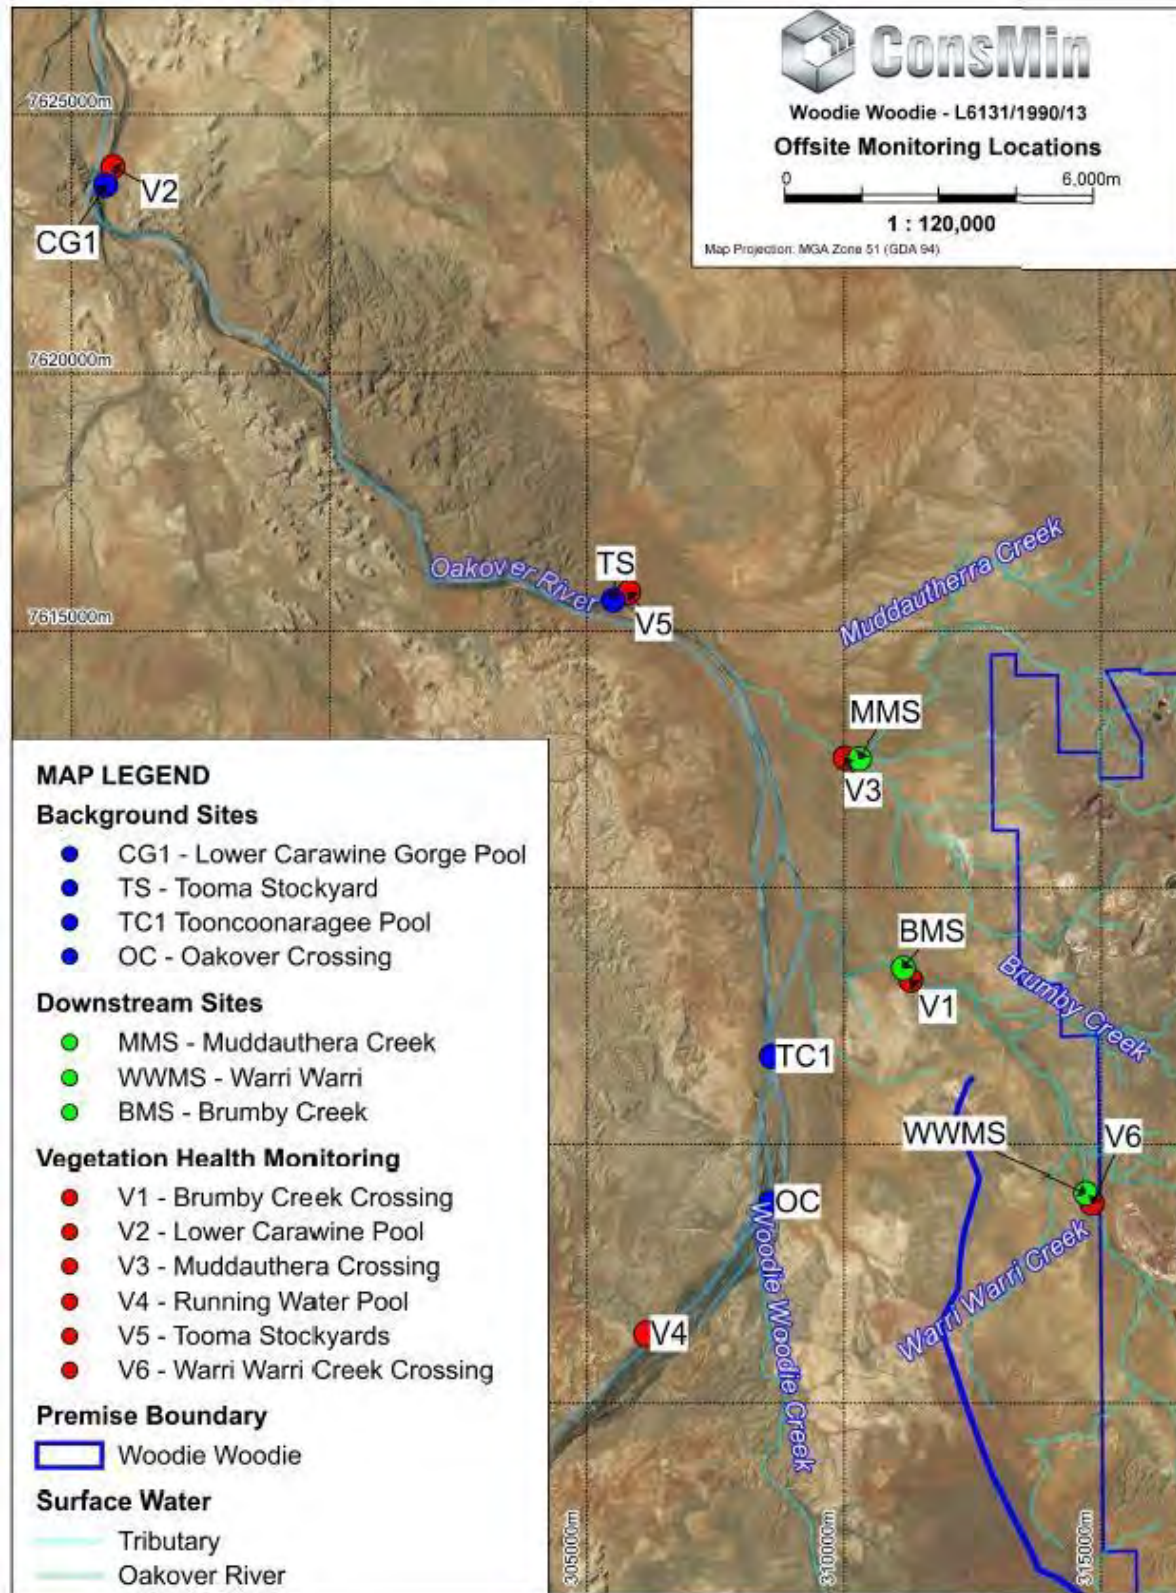 ConsMin
Woodie Woodie - L6131/1990/13
Offsite Monitoring Locations
0 6,000m
1 : 120,000
Map Projection: MGA Zone 51 (GDA 94)
7625000m
V2
CG1
7620000m
Muddautherra Creek
Oakover River
TS
V5
7615000m
MMS
V3
BMS
V1
Brumby Creek
TC1
WWMS
V6
OC
Woodie Woodie Creek
Warri Warri Creek
V4
305000m
310000m
315000m
MAP LEGEND
Background Sites
CG1 - Lower Carawine Gorge Pool
TS - Tooma Stockyard
TC1 Tooncoonaragee Pool
OC - Oakover Crossing
Downstream Sites
MMS - Muddauthera Creek
WWMS - Warri Warri
BMS - Brumby Creek
Vegetation Health Monitoring
V1 - Brumby Creek Crossing
V2 - Lower Carawine Pool
V3 - Muddauthera Crossing
V4 - Running Water Pool
V5 - Tooma Stockyards
V6 - Warri Warri Creek Crossing
Premise Boundary
Woodie Woodie
Surface Water
Tributary
Oakover River